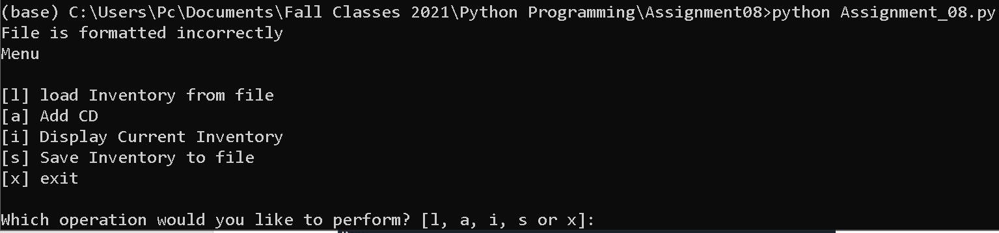 (base) C:\Users\Pc\Documents\Fall Classes 2021\Python Programming\Assignment08>python Assignment_08.py
File is formatted incorrectly
Menu
[l] load Inventory from file
[a] Add CD
[i] Display Current Inventory
[s] Save Inventory to file
[x] exit
Which operation would you like to perform? [l, a, i, s or x]: